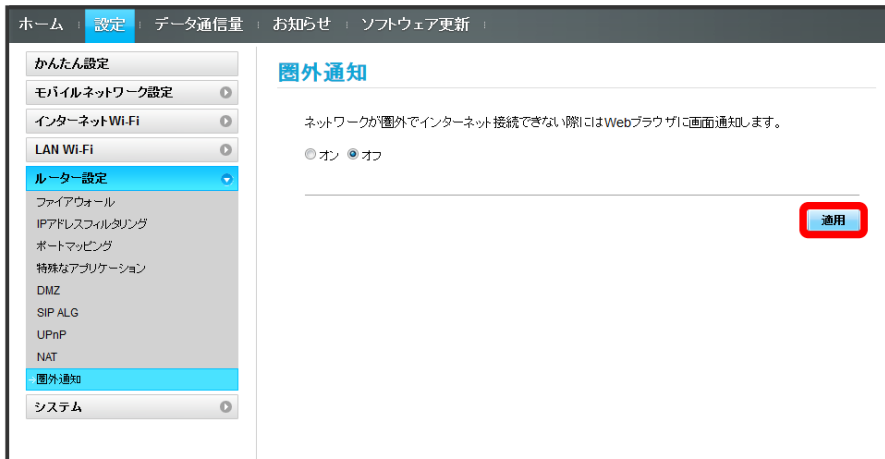 ホーム 設定 データ通信量 お知らせ ソフトウェア更新
かんたん設定
モバイルネットワーク設定
インターネットWi-Fi
LAN Wi-Fi
ルーター設定
ファイアウォール
IPアドレスフィルタリング
ポートマッピング
特殊なアプリケーション
DMZ
SIP ALG
UPnP
NAT
圏外通知
システム
圏外通知
ネットワークが圏外でインターネット接続できない際にはWebブラウザに画面通知します。
オン オフ
適用